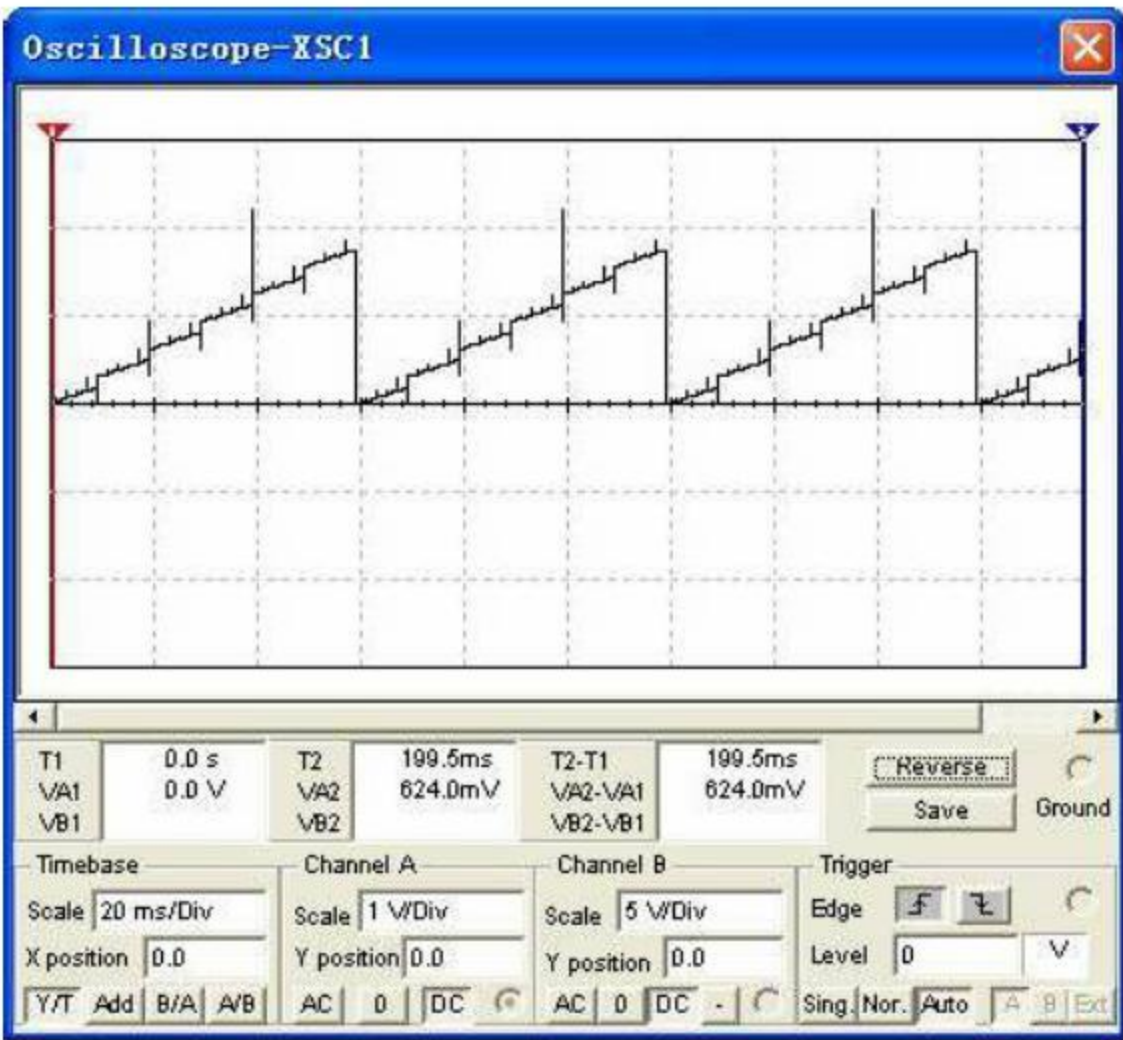 Oscilloscope-XSC1
1 2
T1 0.0 s T2 199.5ms T2-T1 199.5ms Reverse
VA1 0.0 V VA2 624.0mV VA2-VA1 624.0mV
VB1 VB2 VB2-VB1 Save Ground
Timebase Channel A Channel B Trigger
Scale 20 ms/Div Scale 1 V/Div Scale 5 V/Div Edge
X position 0.0 Y position 0.0 Y position 0.0 Level 0 V
Y/T Add B/A A/B AC 0 DC AC 0 DC - Sing. Nor. Auto A B Ext